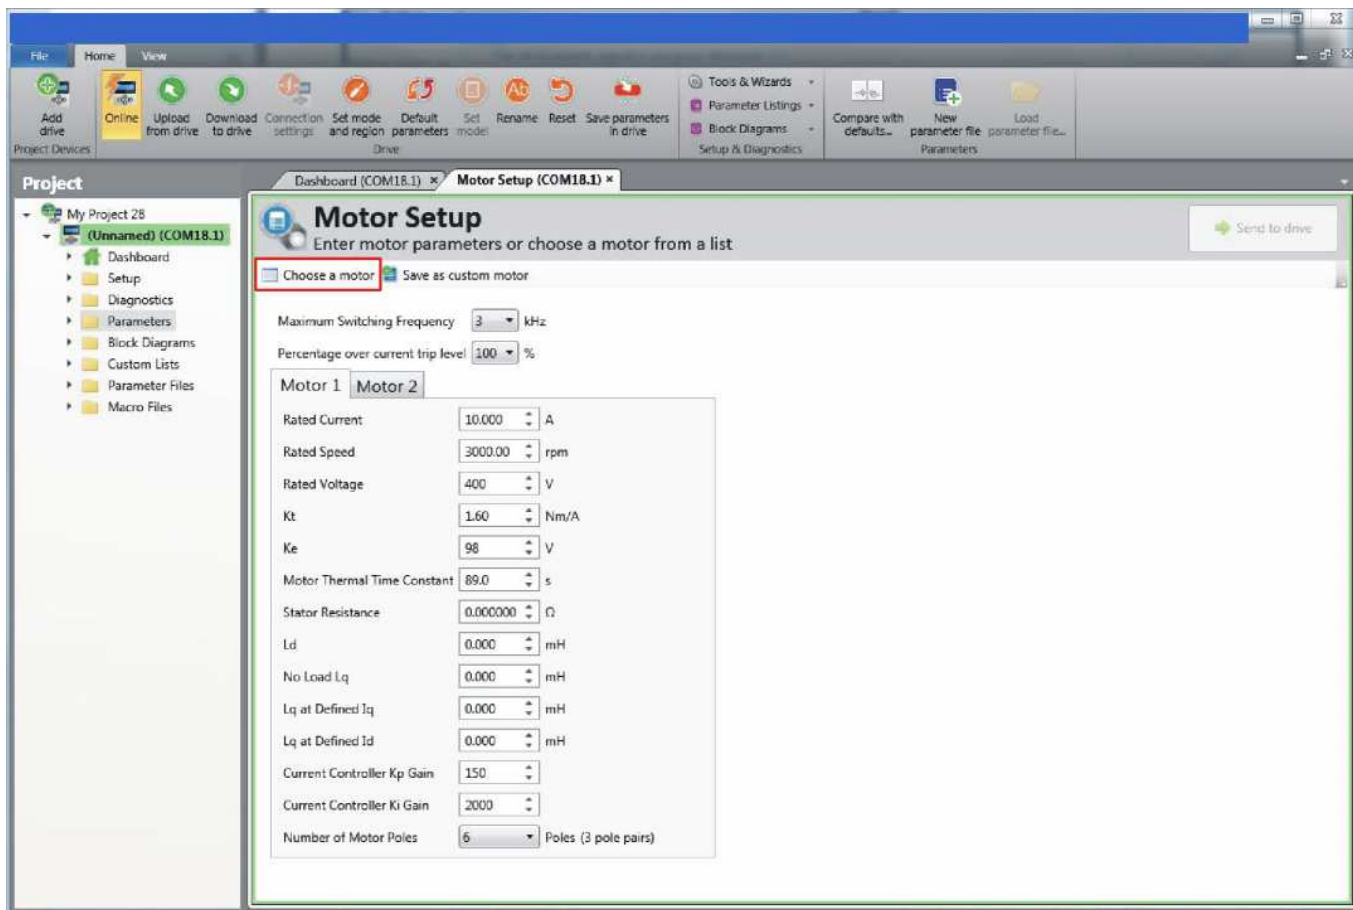 File Home View
Add drive
Online
Upload from drive
Download to drive
Connection settings
Set mode and region
Default parameters
Set model
Rename
Reset
Save parameters in drive
Tools & Wizards
Parameter Listings
Block Diagrams
Compare with defaults...
New parameter file
Load parameter file...
Project Devices
Drive
Setup & Diagnostics
Parameters
Project
Dashboard (COM18.1) × Motor Setup (COM18.1) ×
My Project 28
(Unnamed) (COM18.1)
Dashboard
Setup
Diagnostics
Parameters
Block Diagrams
Custom Lists
Parameter Files
Macro Files
Motor Setup
Enter motor parameters or choose a motor from a list
Send to drive
Choose a motor Save as custom motor
Maximum Switching Frequency 3 kHz
Percentage over current trip level 100 %
Motor 1 Motor 2
Rated Current 10.000 A
Rated Speed 3000.00 rpm
Rated Voltage 400 V
Kt 1.60 Nm/A
Ke 98 V
Motor Thermal Time Constant 89.0 s
Stator Resistance 0.000000 Ω
Ld 0.000 mH
No Load Lq 0.000 mH
Lq at Defined Iq 0.000 mH
Lq at Defined Id 0.000 mH
Current Controller Kp Gain 150
Current Controller Ki Gain 2000
Number of Motor Poles 6 Poles (3 pole pairs)